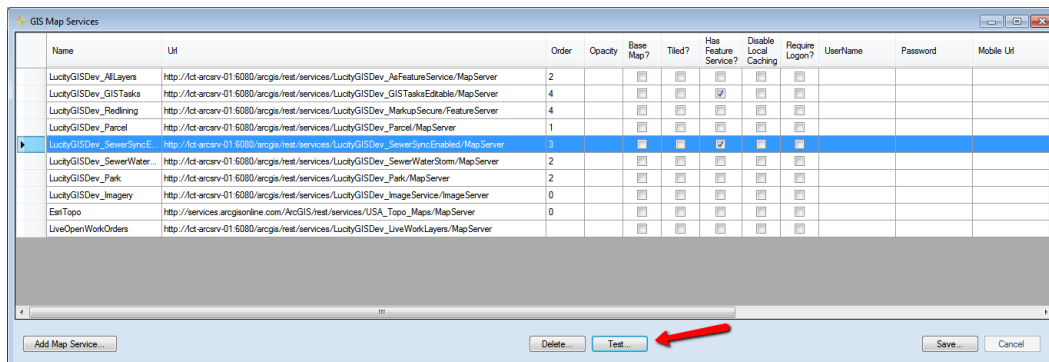 GIS Map Services
Name Url Order Opacity Base Map? Tiled? Has Feature Service? Disable Local Caching Require Logon? UserName Password Mobile Url
LucityGISDev_AllLayers http://lct-arcsrv-01:6080/arcgis/rest/services/LucityGISDev_AsFeatureService/MapServer 2
LucityGISDev_GISTasks http://lct-arcsrv-01:6080/arcgis/rest/services/LucityGISDev_GISTasksEditable/MapServer 4
LucityGISDev_Redlining http://lct-arcsrv-01:6080/arcgis/rest/services/LucityGISDev_MarkupSecure/FeatureServer 4
LucityGISDev_Parcel http://lct-arcsrv-01:6080/arcgis/rest/services/LucityGISDev_Parcel/MapServer 1
LucityGISDev_SewerSyncE... http://lct-arcsrv-01:6080/arcgis/rest/services/LucityGISDev_SewerSyncEnabled/MapServer 3
LucityGISDev_SewerWater... http://lct-arcsrv-01:6080/arcgis/rest/services/LucityGISDev_SewerWaterStorm/MapServer 2
LucityGISDev_Park http://lct-arcsrv-01:6080/arcgis/rest/services/LucityGISDev_Park/MapServer 2
LucityGISDev_Imagery http://lct-arcsrv-01:6080/arcgis/rest/services/LucityGISDev_ImageService/ImageServer 0
EsriTopo http://services.arcgisonline.com/ArcGIS/rest/services/USA_Topo_Maps/MapServer 0
LiveOpenWorkOrders http://lct-arcsrv-01:6080/arcgis/rest/services/LucityGISDev_LiveWorkLayers/MapServer
Add Map Service... Delete... Test... Save... Cancel